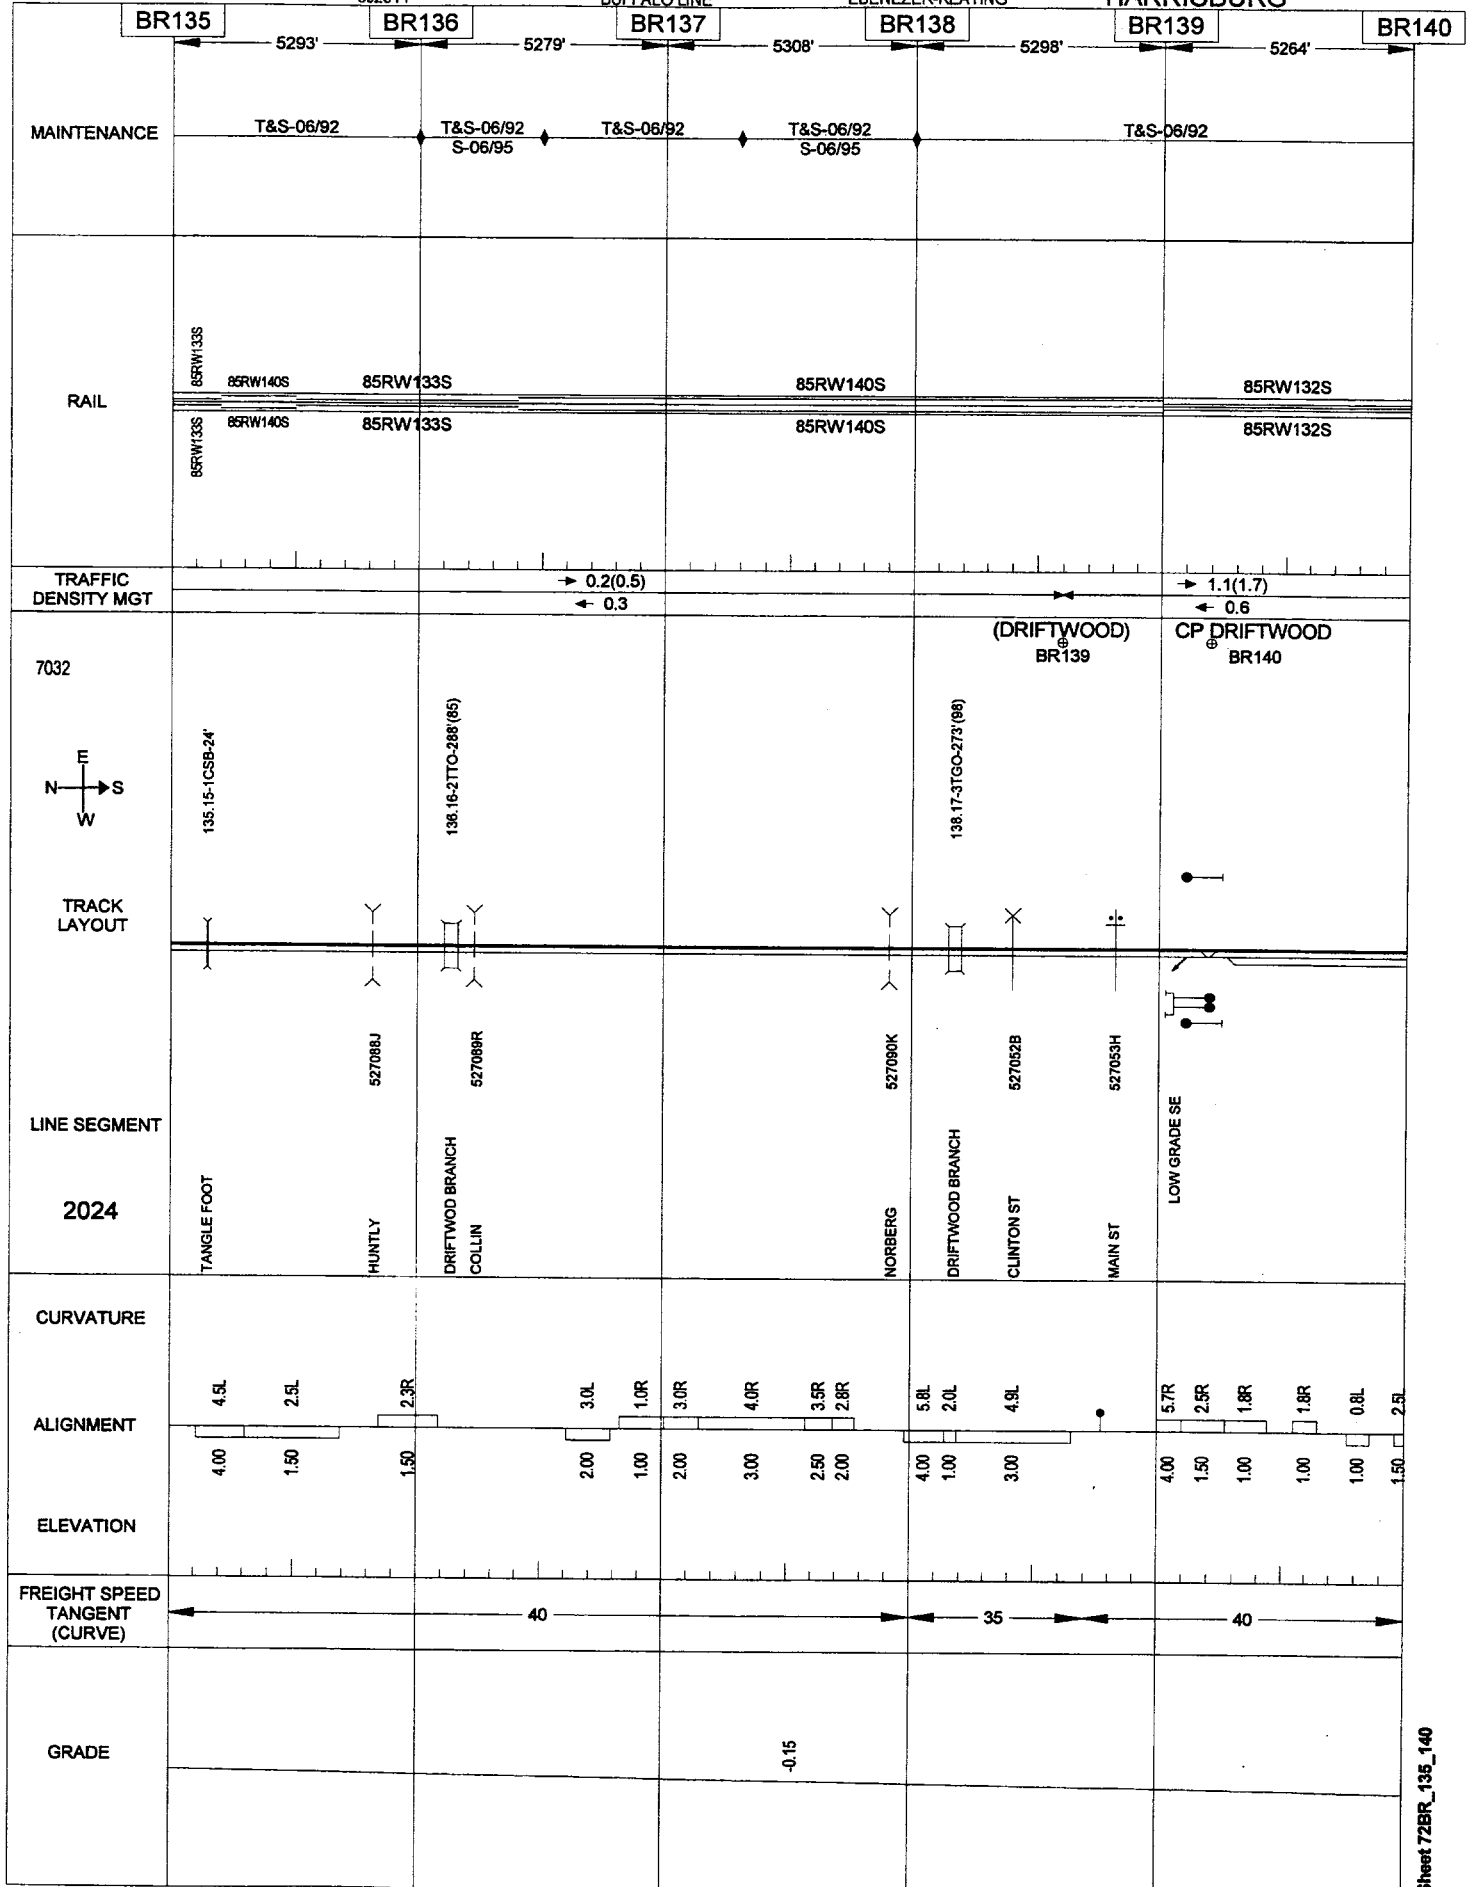 BUFFALO LINE
EBENEZER-KEATING
HARRISBURG
BR135
BR136
BR137
BR138
BR139
BR140
5293'
5279'
5308'
5298'
5264'
MAINTENANCE
T&S-06/92
T&S-06/92
S-06/95
T&S-06/92
T&S-06/92
S-06/95
T&S-06/92
RAIL
85RW133S
85RW140S
85RW133S
85RW140S
85RW132S
85RW133S
85RW140S
85RW133S
85RW140S
85RW132S
TRAFFIC
DENSITY MGT
0.2(0.5)
0.3
1.1(1.7)
0.6
(DRIFTWOOD)
BR139
CP DRIFTWOOD
BR140
7032
E
N
S
W
135.15-1CSB-24'
136.16-2TTO-288'(85)
138.17-3TGO-273'(98)
TRACK
LAYOUT
527088J
527089R
527090K
527052B
527053H
LINE SEGMENT
2024
TANGLE FOOT
HUNTLY
DRIFTWOD BRANCH
COLLIN
NORBERG
DRIFTWOOD BRANCH
CLINTON ST
MAIN ST
LOW GRADE SE
CURVATURE
4.5L
2.5L
2.3R
3.0L
1.0R
3.0R
4.0R
3.5R
2.8R
5.8L
2.0L
4.9L
5.7R
2.5R
1.8R
1.8R
0.8L
2.5L
ALIGNMENT
4.00
1.50
1.50
2.00
1.00
2.00
3.00
2.50
2.00
4.00
1.00
3.00
4.00
1.50
1.00
1.00
1.00
1.50
ELEVATION
FREIGHT SPEED
TANGENT
(CURVE)
40
35
40
GRADE
-0.15
Sheet 72BR_135_140